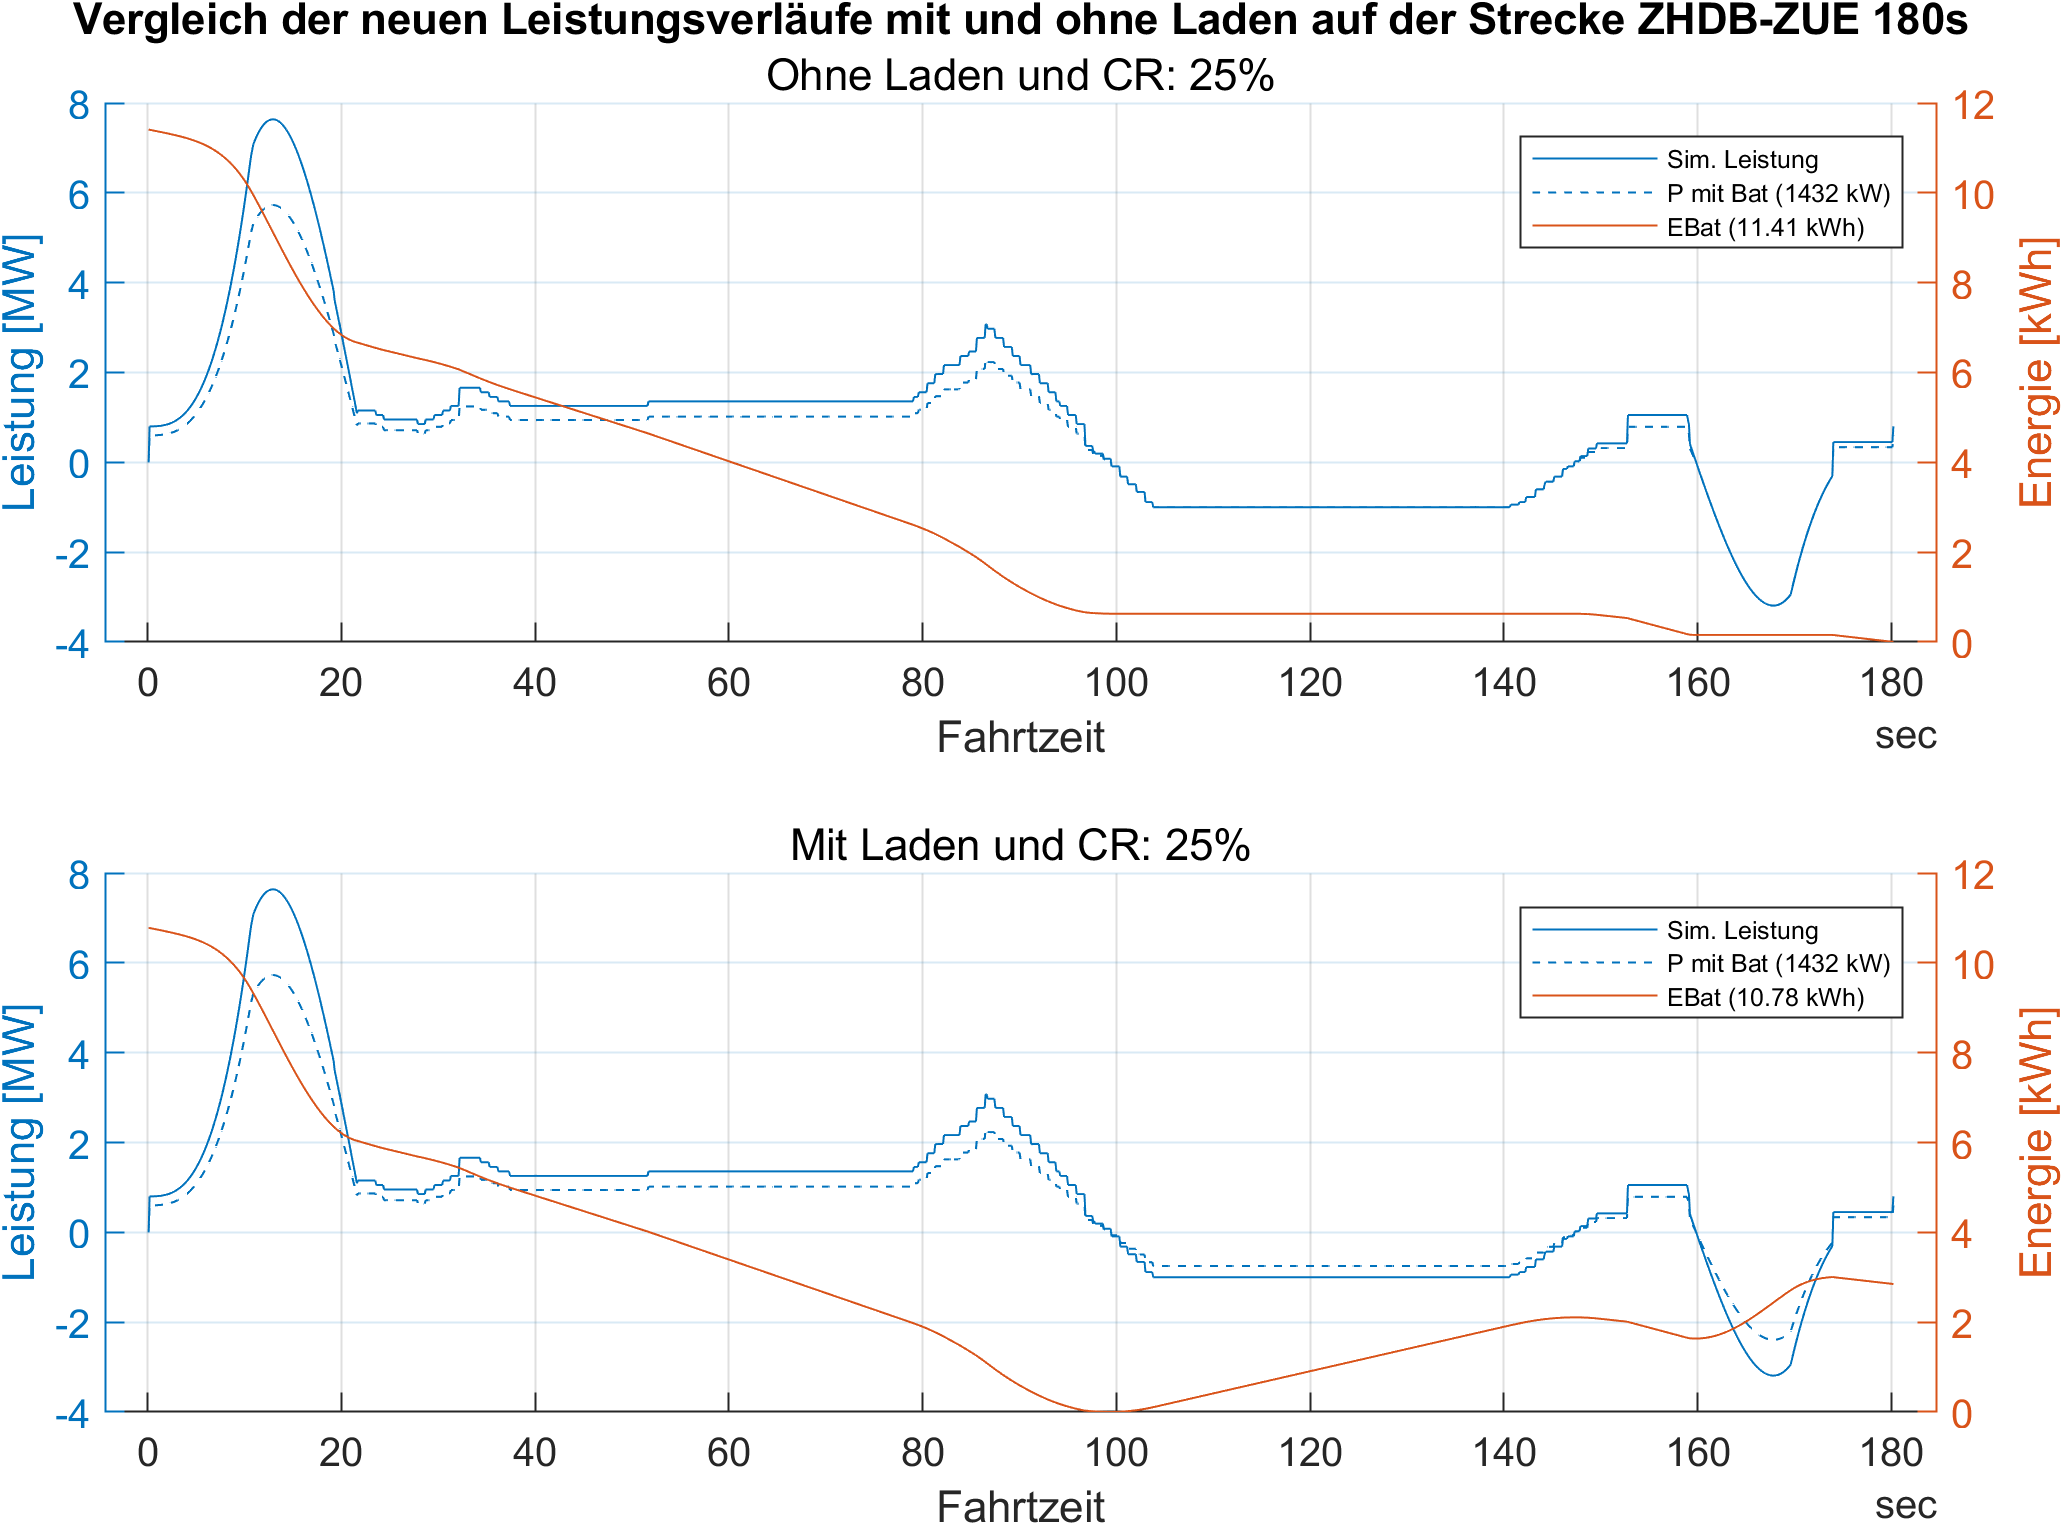 Vergleich der neuen Leistungsverläufe mit und ohne Laden auf der Strecke ZHDB-ZUE 180s
Ohne Laden und CR: 25%
8
6
4
2
0
-2
-4
Leistung [MW]
12
10
8
6
4
2
0
Energie [kWh]
Sim. Leistung
P mit Bat (1432 kW)
EBat (11.41 kWh)
0 20 40 60 80 100 120 140 160 180
Fahrtzeit
sec
Mit Laden und CR: 25%
8
6
4
2
0
-2
-4
Leistung [MW]
12
10
8
6
4
2
0
Energie [kWh]
Sim. Leistung
P mit Bat (1432 kW)
EBat (10.78 kWh)
0 20 40 60 80 100 120 140 160 180
Fahrtzeit
sec